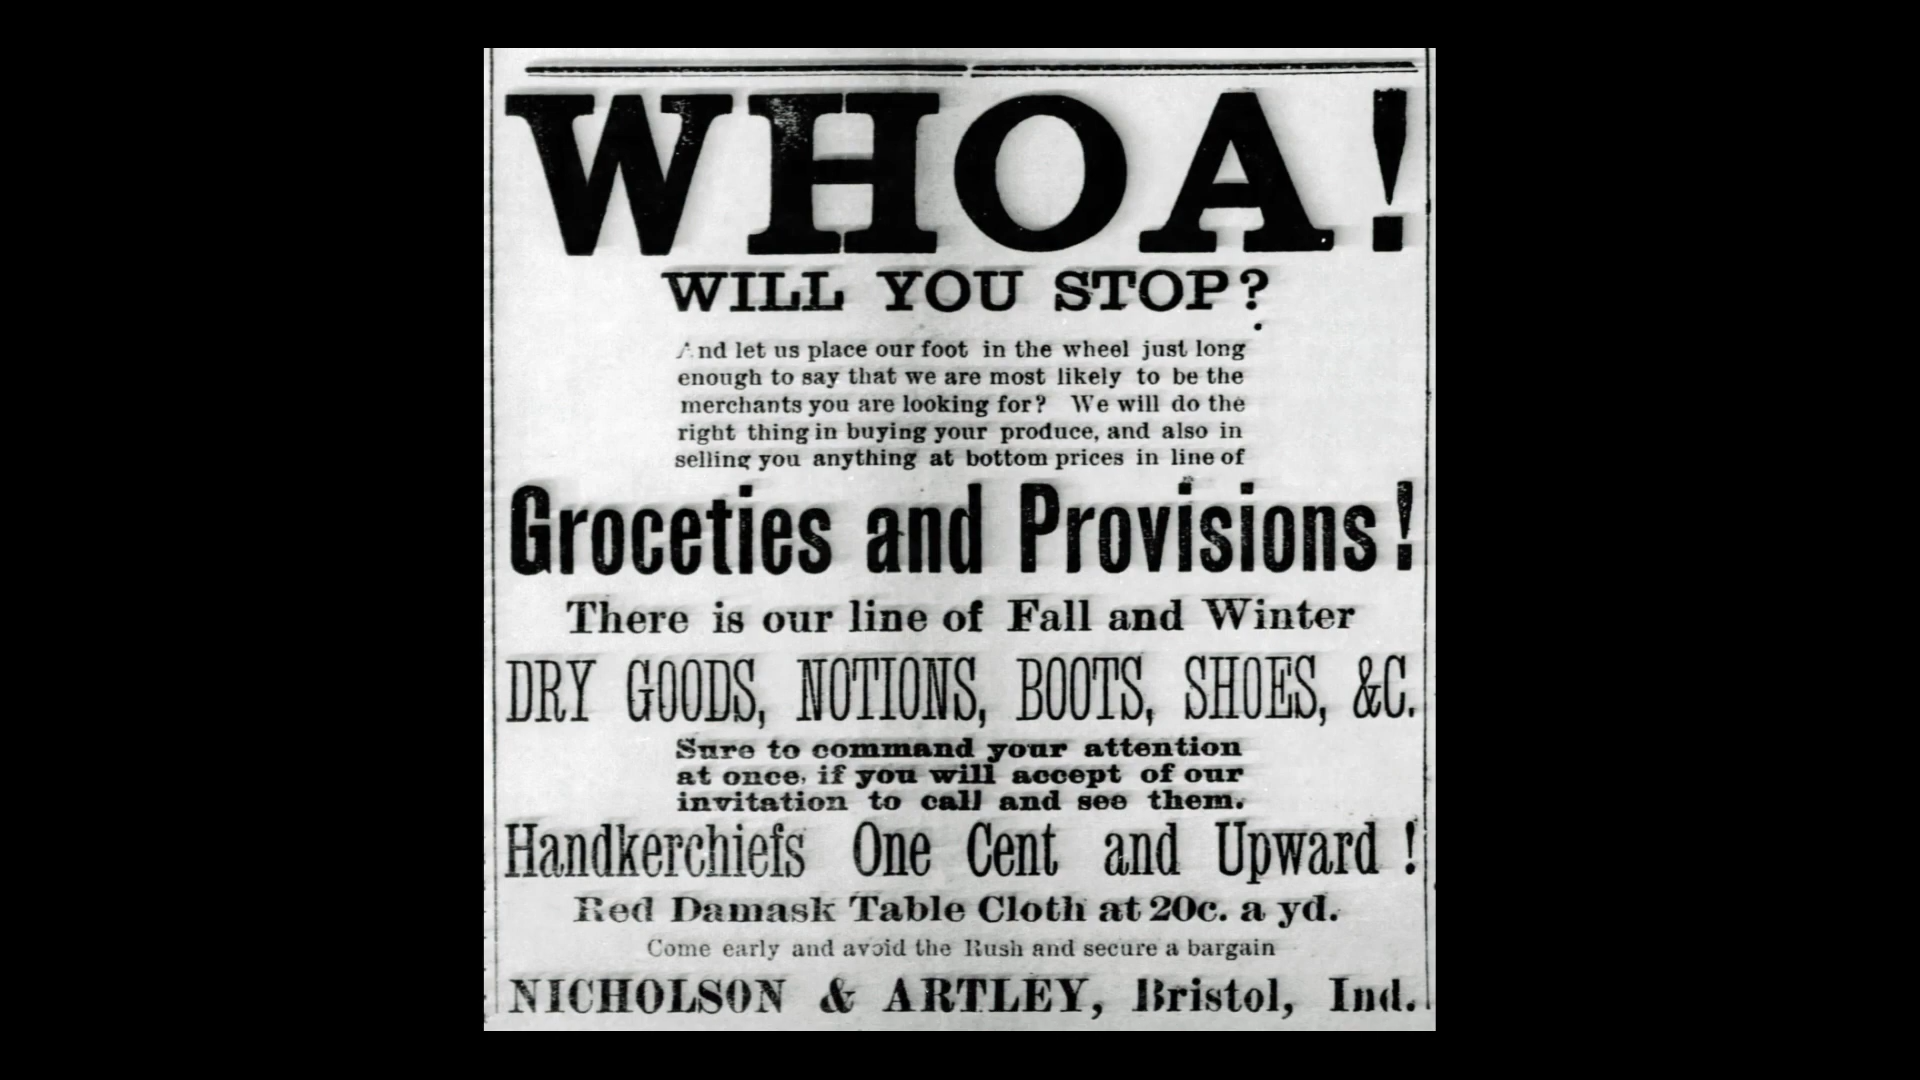 WHOA!
WILL YOU STOP?
And let us place our foot in the wheel just long
enough to say that we are most likely to be the
merchants you are looking for? We will do the
right thing in buying your produce, and also in
selling you anything at bottom prices in line of
Groceties and Provisions!
There is our line of Fall and Winter
DRY GOODS, NOTIONS, BOOTS, SHOES, &C.
Sure to command your attention
at once, if you will accept of our
invitation to call and see them.
Handkerchiefs One Cent and Upward!
Red Damask Table Cloth at 20c. a yd.
Come early and avoid the Rush and secure a bargain
NICHOLSON & ARTLEY, Bristol, Ind.